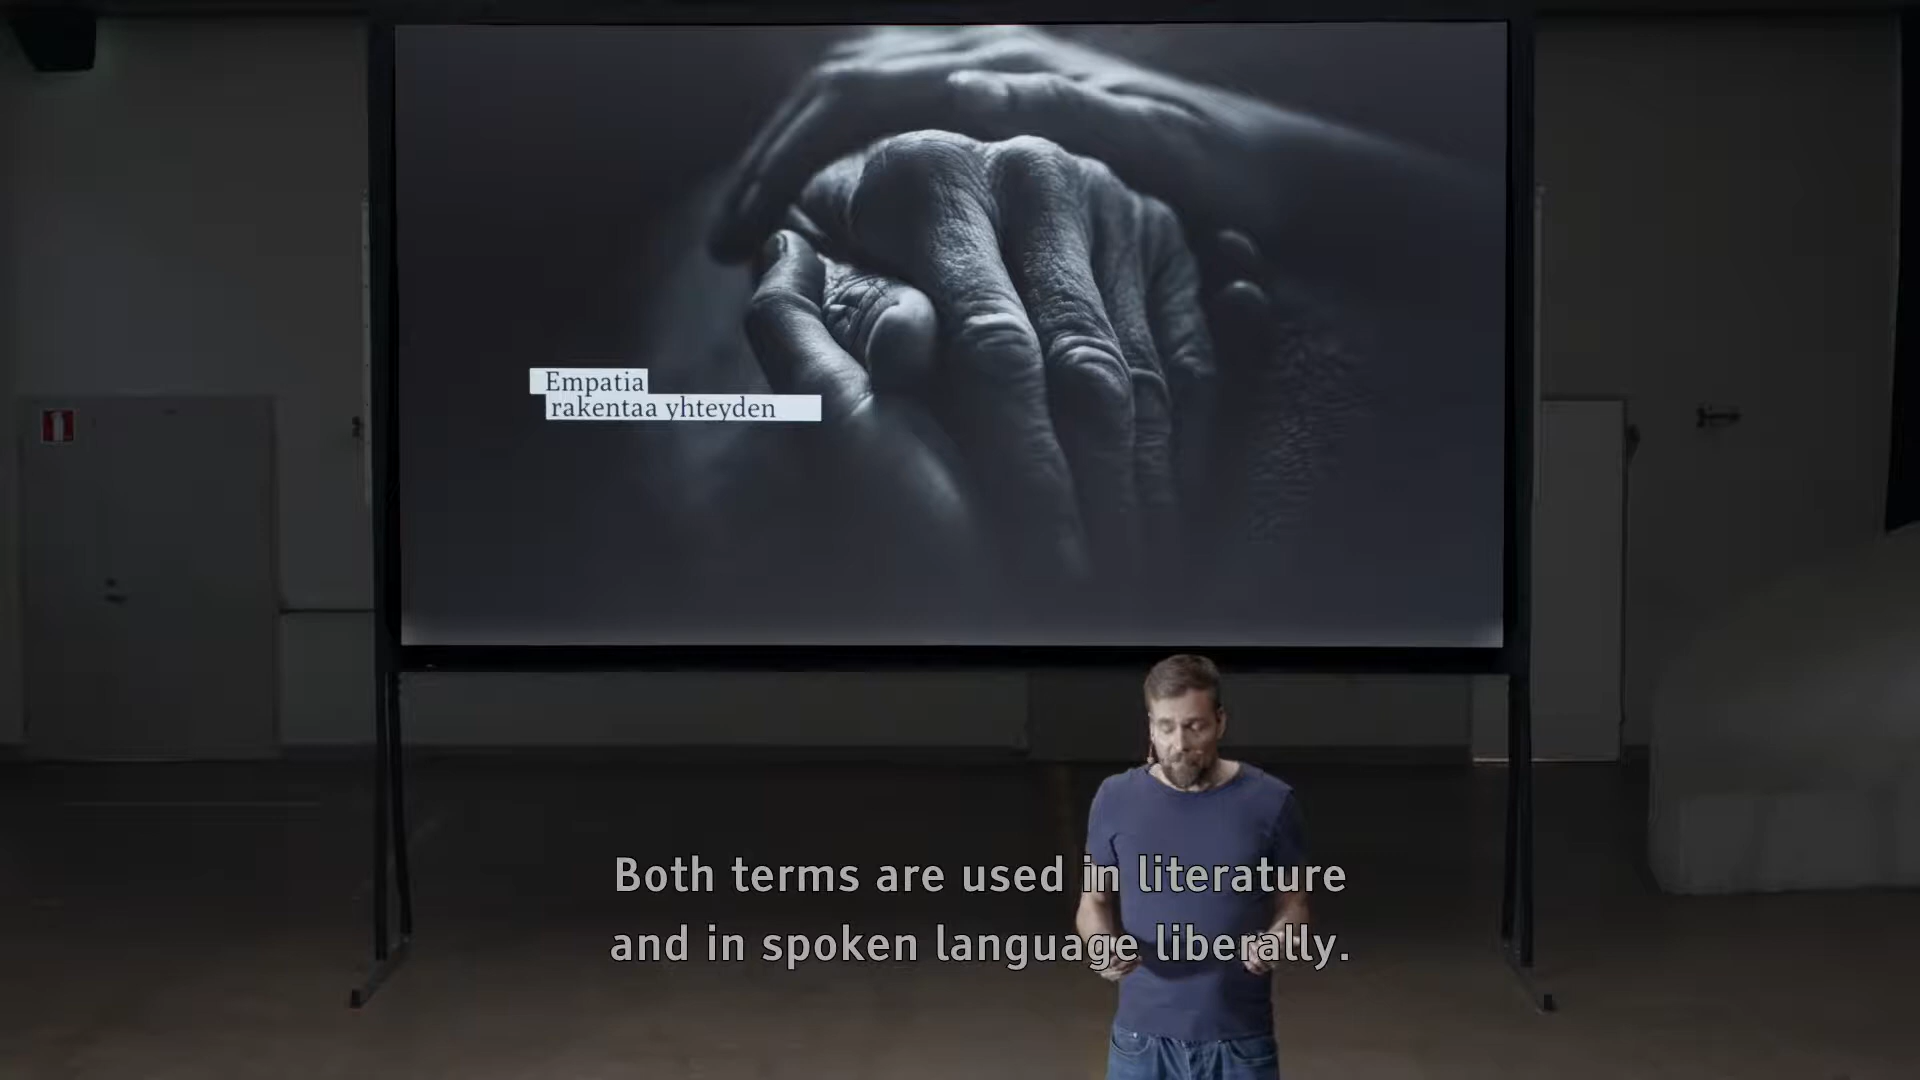 Empatia
rakentaa yhteyden
Both terms are used in literature
and in spoken language liberally.